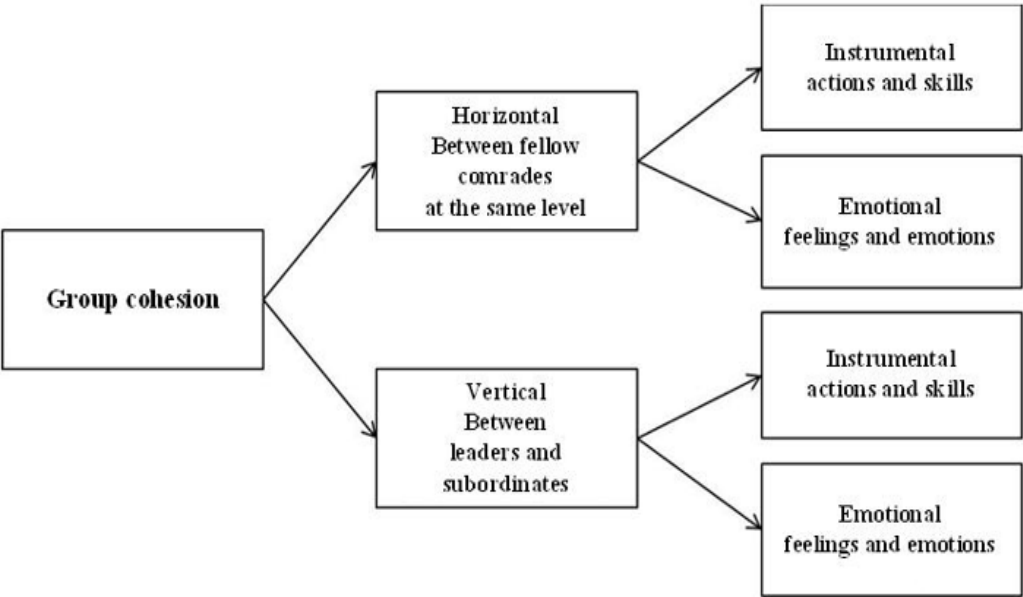 Group cohesion
Horizontal
Between fellow
comrades
at the same level
Vertical
Between
leaders and
subordinates
Instrumental
actions and skills
Emotional
feelings and emotions
Instrumental
actions and skills
Emotional
feelings and emotions